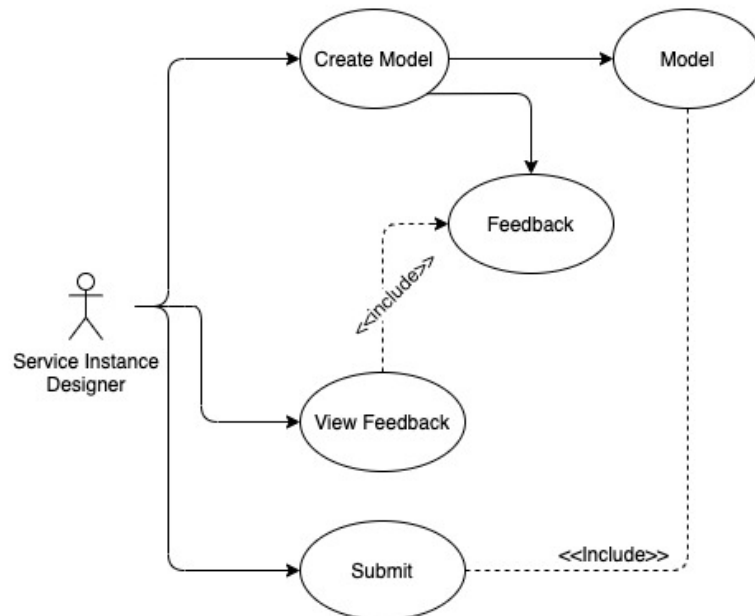 Create Model
Model
Feedback
<<include>>
Service Instance
Designer
View Feedback
<<Include>>
Submit